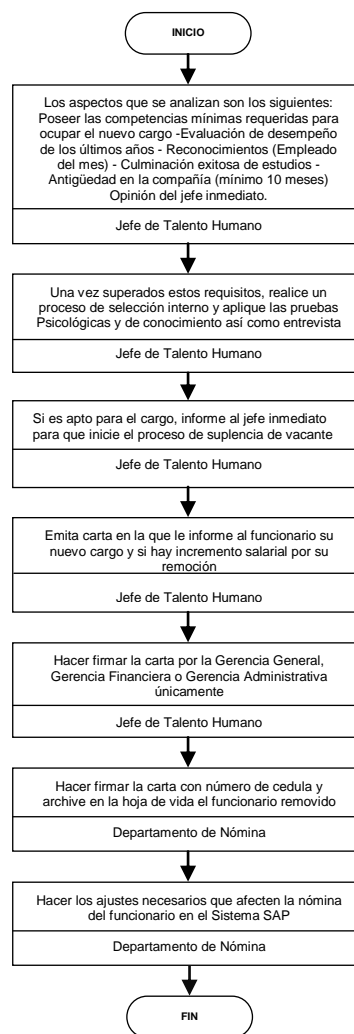 INICIO
Los aspectos que se analizan son los siguientes:
Poseer las competencias mínimas requeridas para
ocupar el nuevo cargo -Evaluación de desempeño
de los últimos años - Reconocimientos (Empleado
del mes) - Culminación exitosa de estudios -
Antigüedad en la compañía (mínimo 10 meses)
Opinión del jefe inmediato.
Jefe de Talento Humano
Una vez superados estos requisitos, realice un
proceso de selección interno y aplique las pruebas
Psicológicas y de conocimiento así como entrevista
Jefe de Talento Humano
Si es apto para el cargo, informe al jefe inmediato
para que inicie el proceso de suplencia de vacante
Jefe de Talento Humano
Emita carta en la que le informe al funcionario su
nuevo cargo y si hay incremento salarial por su
remoción
Jefe de Talento Humano
Hacer firmar la carta por la Gerencia General,
Gerencia Financiera o Gerencia Administrativa
únicamente
Jefe de Talento Humano
Hacer firmar la carta con número de cedula y
archive en la hoja de vida el funcionario removido
Departamento de Nómina
Hacer los ajustes necesarios que afecten la nómina
del funcionario en el Sistema SAP
Departamento de Nómina
FIN